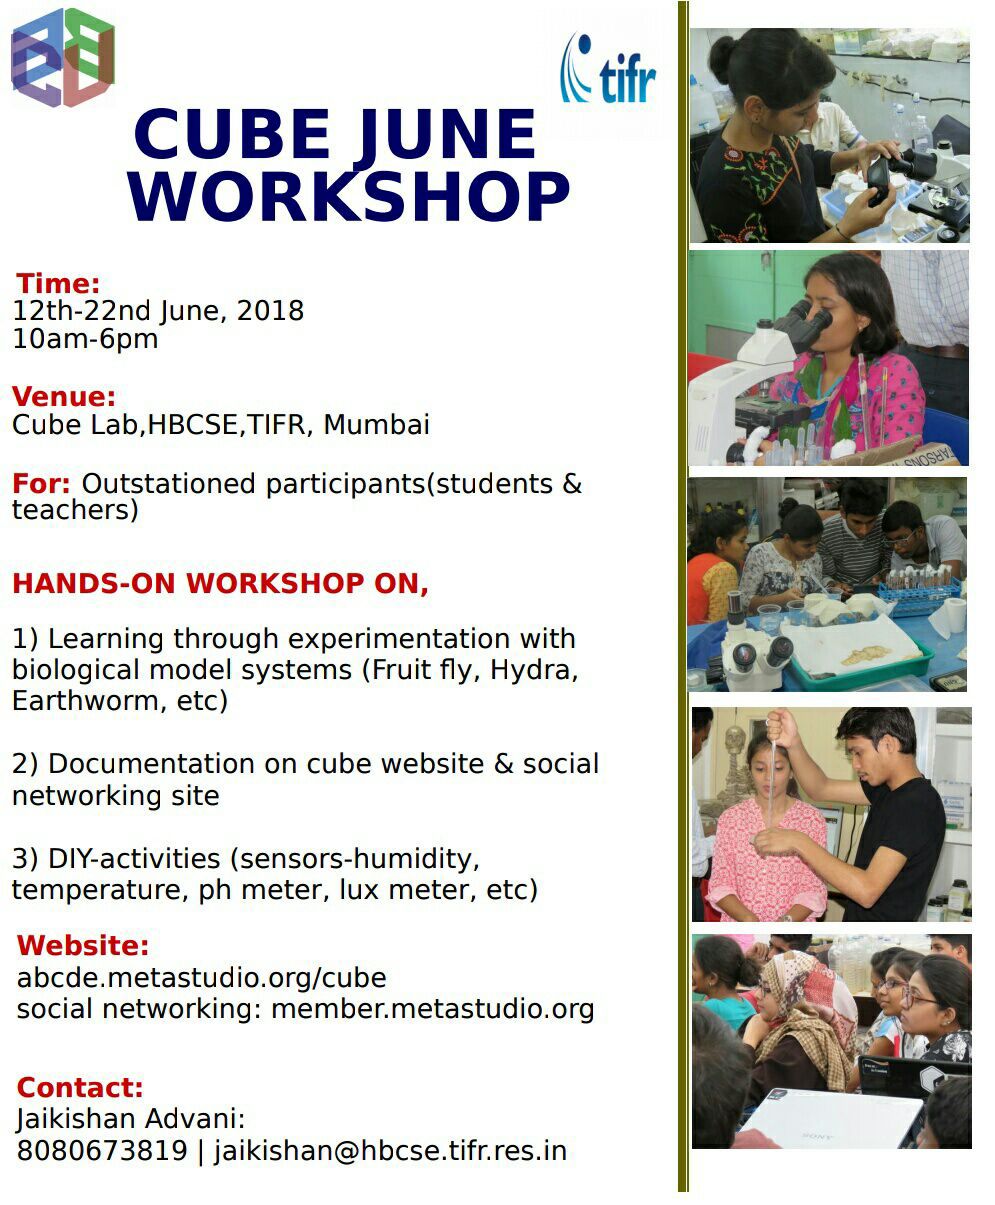 tifr
CUBE JUNE
WORKSHOP
Time:
12th-22nd June, 2018
10am-6pm
Venue:
Cube Lab,HBCSE,TIFR, Mumbai
For: Outstationed participants(students &
teachers)
HANDS-ON WORKSHOP ON,
1) Learning through experimentation with
biological model systems (Fruit fly, Hydra,
Earthworm, etc)
2) Documentation on cube website & social
networking site
3) DIY-activities (sensors-humidity,
temperature, ph meter, lux meter, etc)
Website:
abcde.metastudio.org/cube
social networking: member.metastudio.org
Contact:
Jaikishan Advani:
8080673819 | jaikishan@hbcse.tifr.res.in
SONY